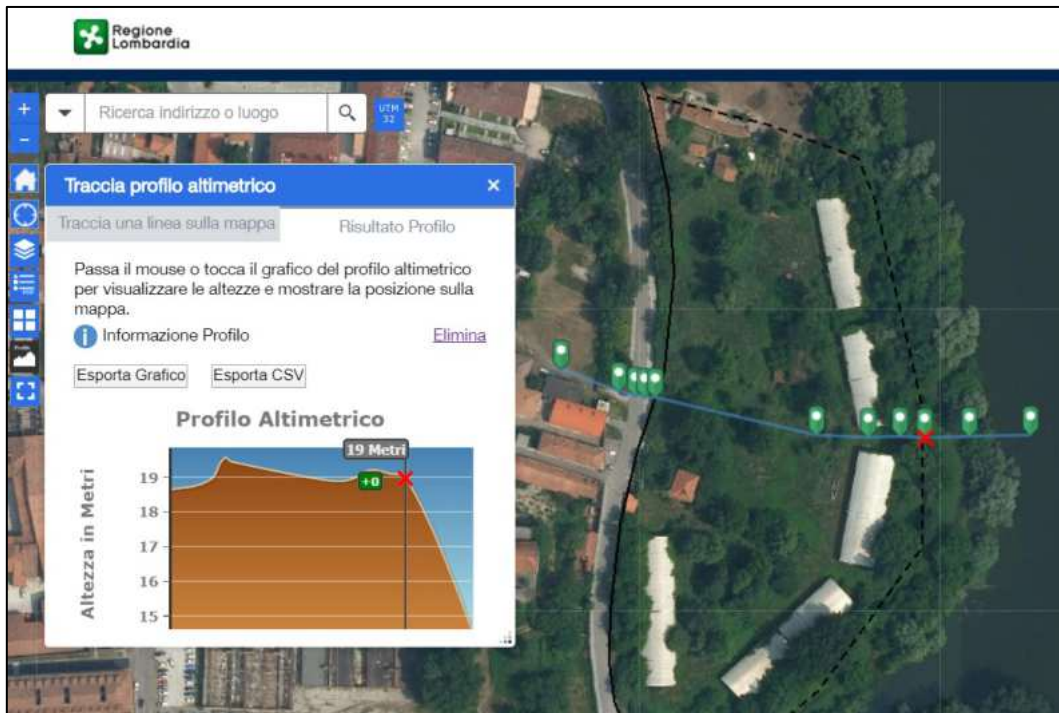 Regione
Lombardia
+
Ricerca indirizzo o luogo
UTM
32
-
Traccia profilo altimetrico ×
Traccia una linea sulla mappa Risultato Profilo
Passa il mouse o tocca il grafico del profilo altimetrico
per visualizzare le altezze e mostrare la posizione sulla
mappa.
i Informazione Profilo Elimina
Esporta Grafico Esporta CSV
Profilo Altimetrico
19 Metri
+0
Altezza in Metri
19
18
17
16
15